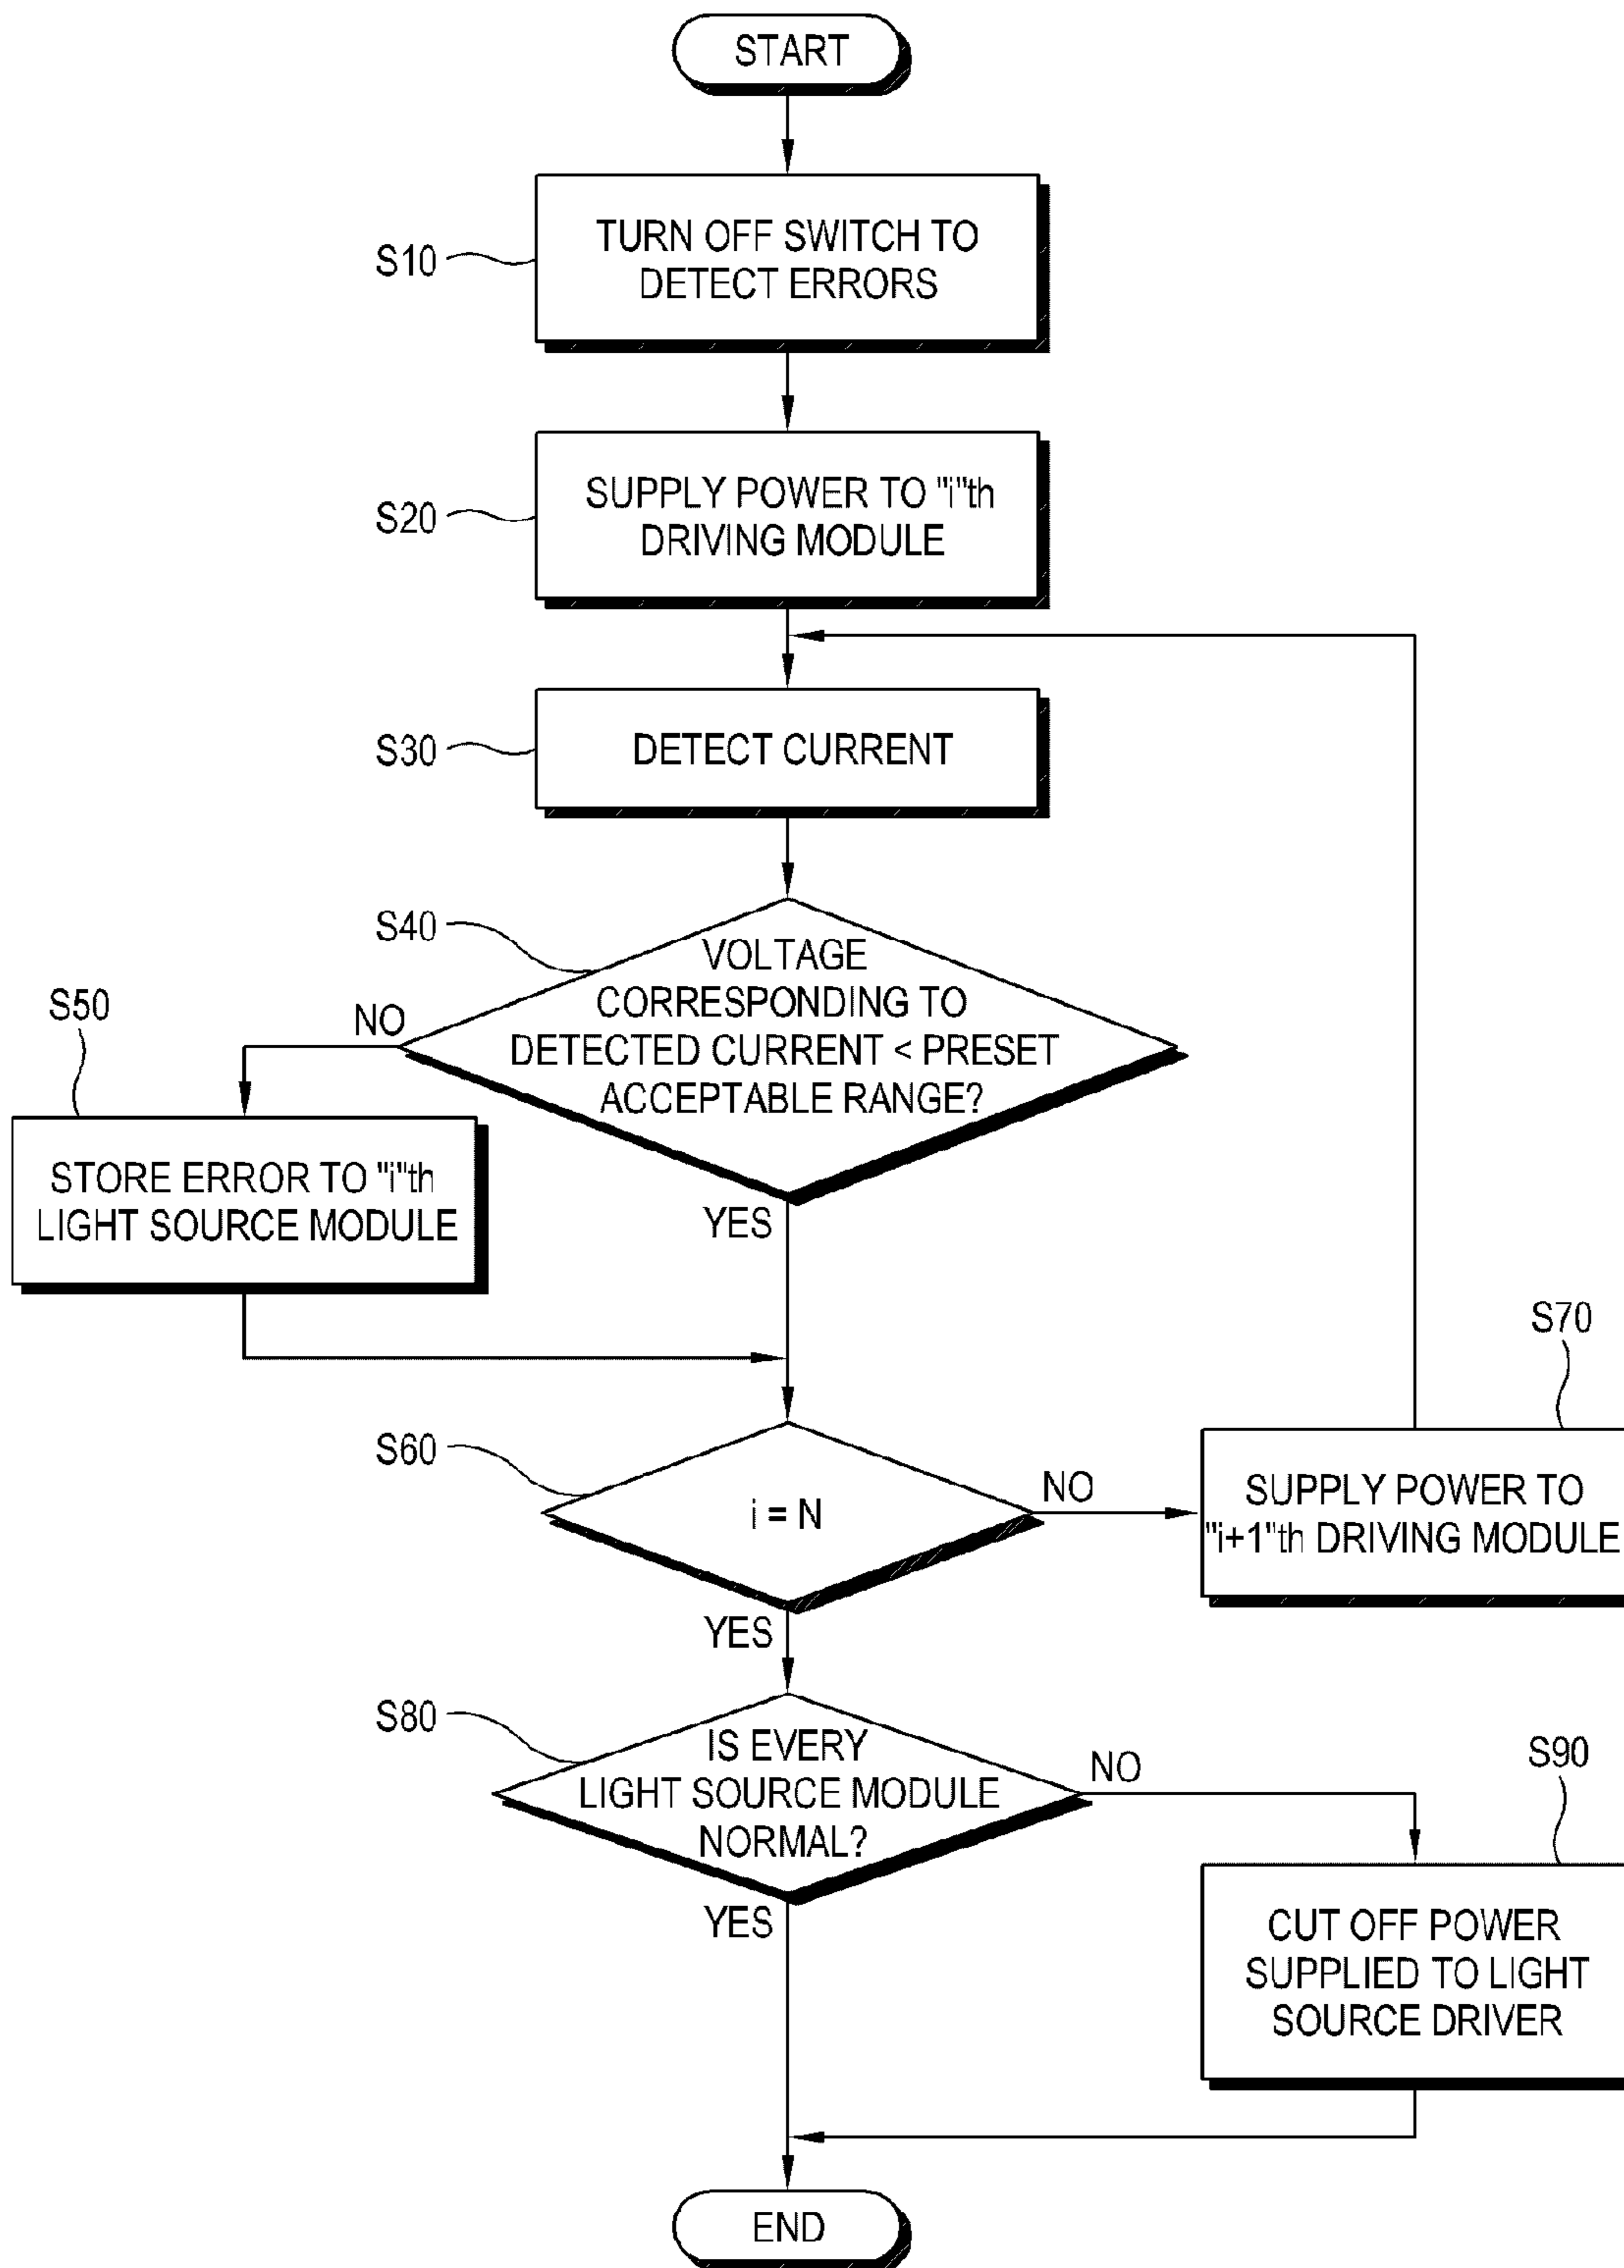 START
S10
TURN OFF SWITCH TO
DETECT ERRORS
S20
SUPPLY POWER TO "i"th
DRIVING MODULE
S30
DETECT CURRENT
S40
VOLTAGE
CORRESPONDING TO
DETECTED CURRENT < PRESET
ACCEPTABLE RANGE?
NO
S50
STORE ERROR TO "i"th
LIGHT SOURCE MODULE
YES
S60
i = N
NO
S70
SUPPLY POWER TO
"i+1"th DRIVING MODULE
YES
S80
IS EVERY
LIGHT SOURCE MODULE
NORMAL?
NO
S90
CUT OFF POWER
SUPPLIED TO LIGHT
SOURCE DRIVER
YES
END